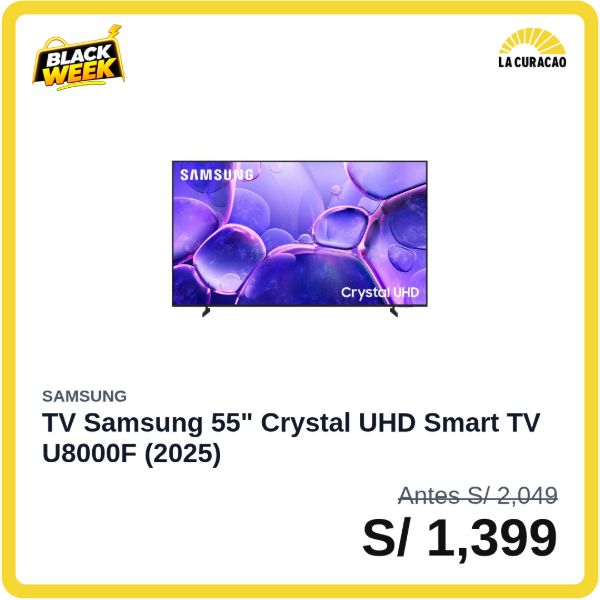 BLACK
WEEK
LA CURACAO
SAMSUNG
Crystal UHD
SAMSUNG
TV Samsung 55" Crystal UHD Smart TV
U8000F (2025)
Antes S/ 2,049
S/ 1,399